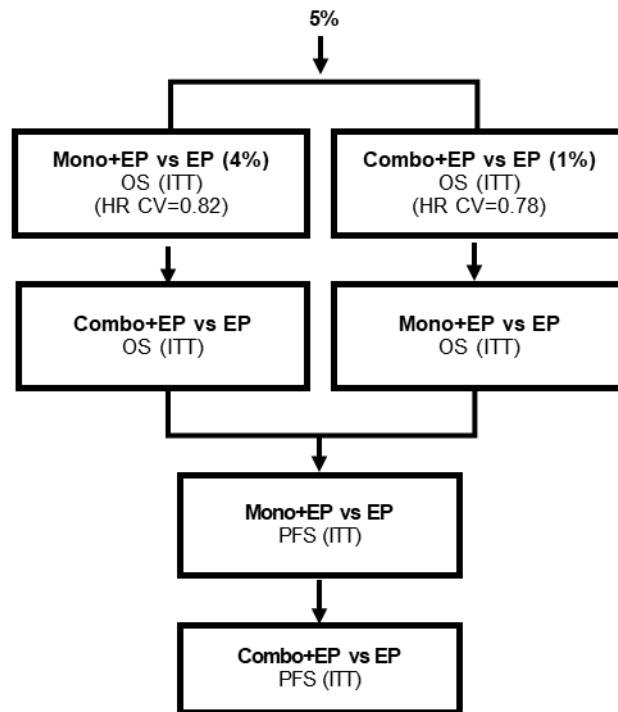 5%
Mono+EP vs EP (4%)
OS (ITT)
(HR CV=0.82)
Combo+EP vs EP (1%)
OS (ITT)
(HR CV=0.78)
Combo+EP vs EP
OS (ITT)
Mono+EP vs EP
OS (ITT)
Mono+EP vs EP
PFS (ITT)
Combo+EP vs EP
PFS (ITT)